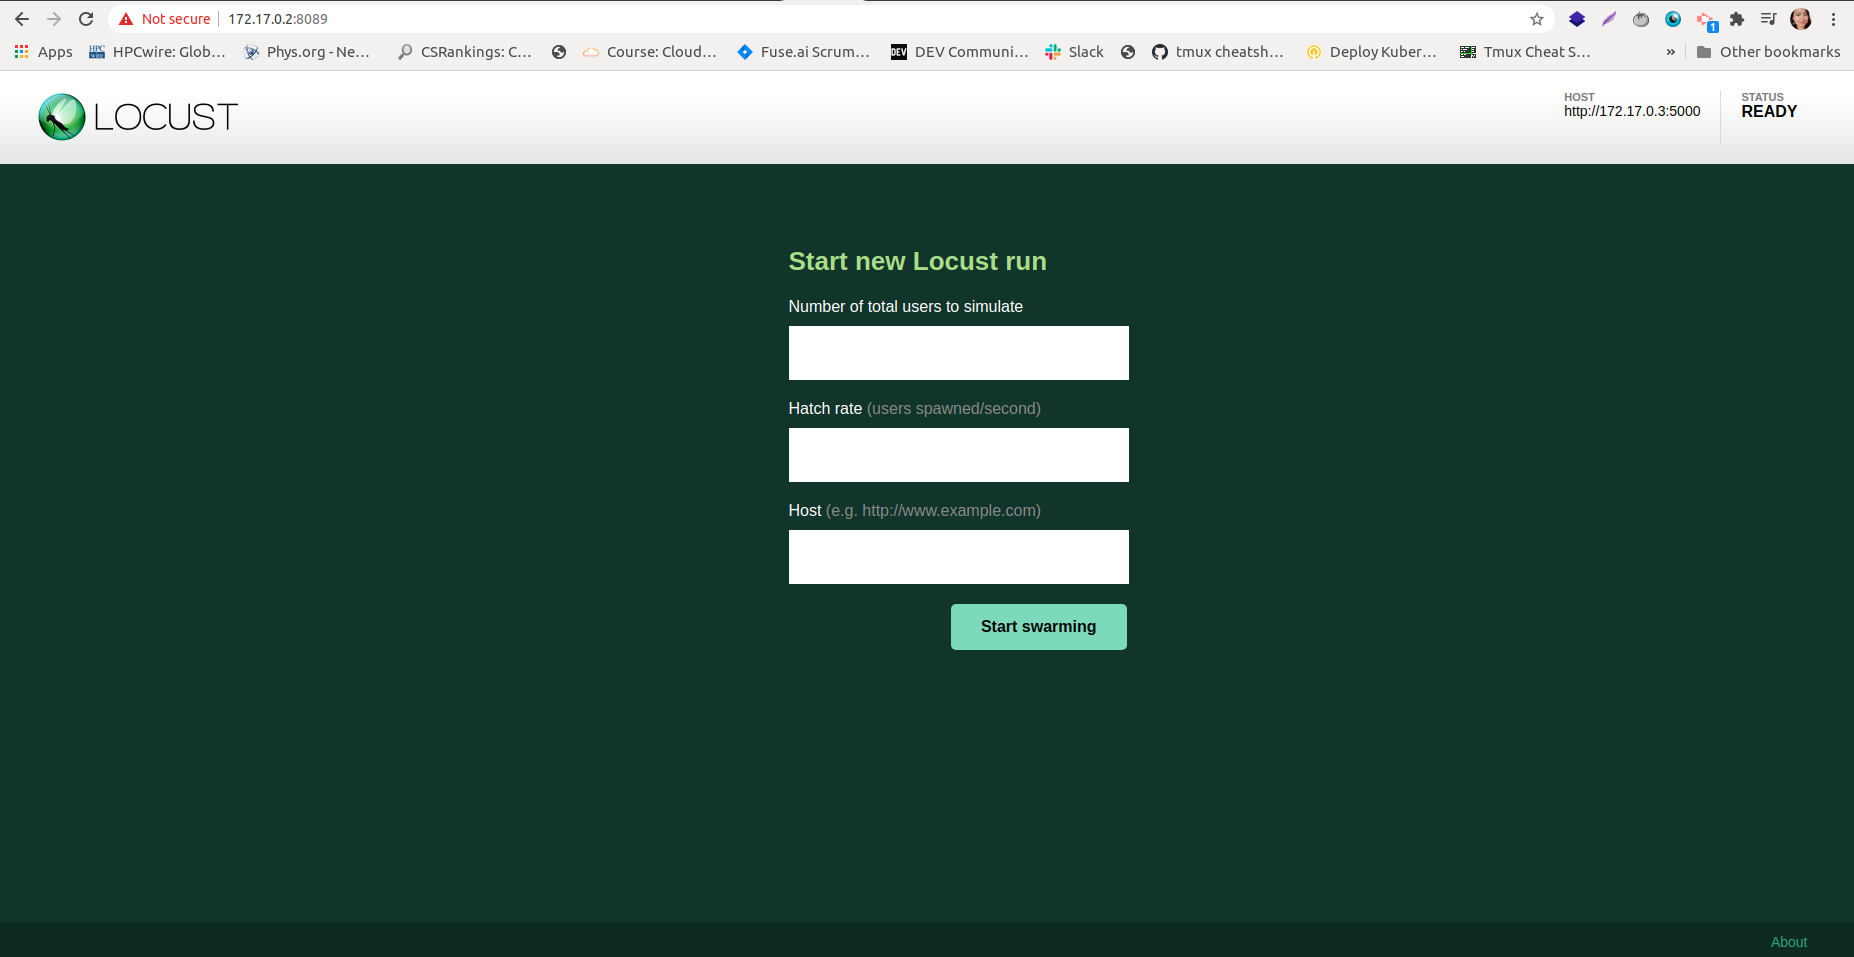 Not secure 172.17.0.2:8089
1
Apps HPCwire: Glob... Phys.org - Ne... CSRankings: C... Course: Cloud... Fuse.ai Scrum... DEV DEV Communi... Slack tmux cheatsh... Deploy Kuber... Tmux Cheat S... » Other bookmarks
LOCUST
HOST
http://172.17.0.3:5000
STATUS
READY
Start new Locust run
Number of total users to simulate
Hatch rate (users spawned/second)
Host (e.g. http://www.example.com)
Start swarming
About